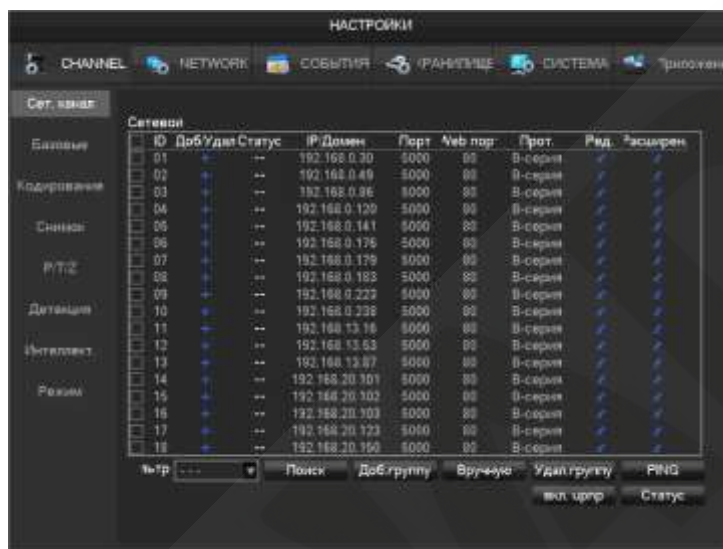 НАСТРОЙКИ
CHANNEL NETWORK СОБЫТИЯ ХРАНИЛИЩЕ СИСТЕМА Приложен
Сет. канал
Базовые
Кодирование
Снимок
P/T/Z
Детекция
Интеллект.
Режим
Сетевой
ID Доб/Удал Статус IP/Домен Порт Web пор Прот. Ред. Расширен.
01 + -- 192.168.0.30 5000 80 В-серия
02 + -- 192.168.0.49 5000 80 В-серия
03 + -- 192.168.0.86 5000 80 В-серия
04 + -- 192.168.0.120 5000 80 В-серия
05 + -- 192.168.0.141 5000 80 В-серия
06 + -- 192.168.0.176 5000 80 В-серия
07 + -- 192.168.0.179 5000 80 В-серия
08 + -- 192.168.0.183 5000 80 В-серия
09 + -- 192.168.0.223 5000 80 В-серия
10 + -- 192.168.0.238 5000 80 В-серия
11 + -- 192.168.13.16 5000 80 В-серия
12 + -- 192.168.13.53 5000 80 В-серия
13 + -- 192.168.13.87 5000 80 В-серия
14 + -- 192.168.20.101 5000 80 В-серия
15 + -- 192.168.20.102 5000 80 В-серия
16 + -- 192.168.20.103 5000 80 В-серия
17 + -- 192.168.20.123 5000 80 В-серия
18 + -- 192.168.20.150 5000 80 В-серия
--- Поиск Доб.группу Вручную Удал.группу PING
вкл. Статус